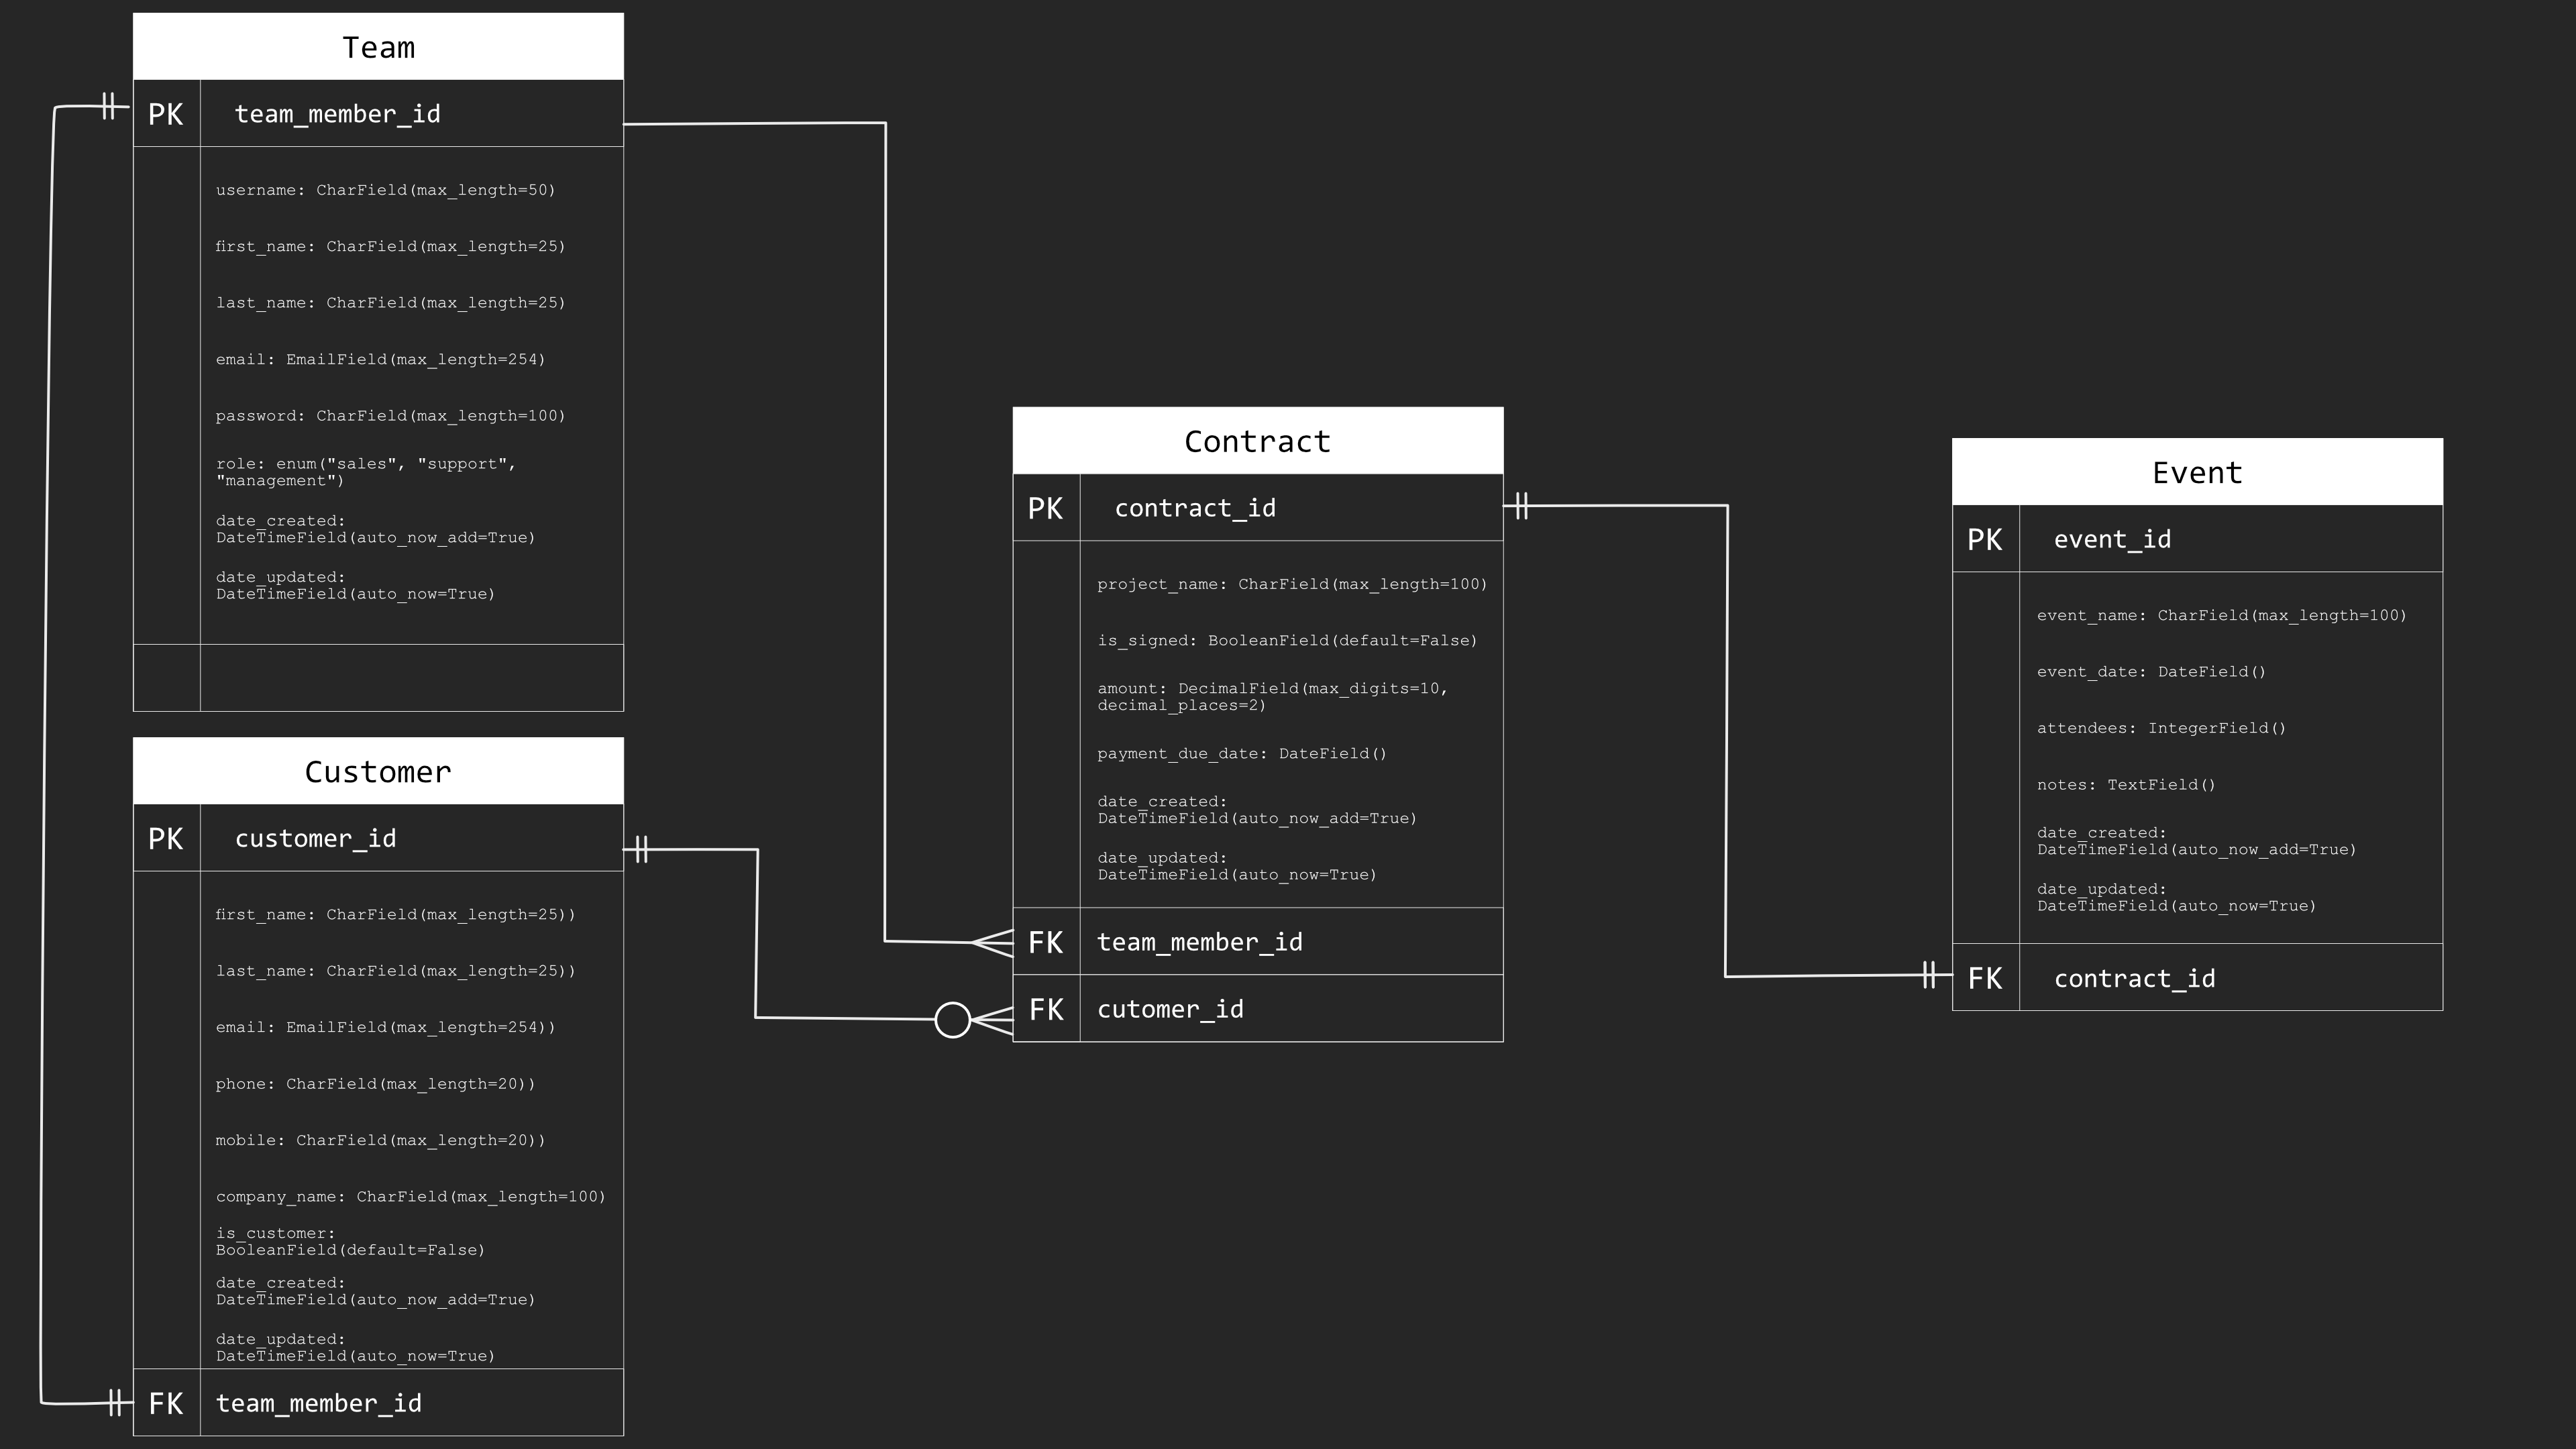 Team
PK team_member_id
username: CharField(max_length=50)
first_name: CharField(max_length=25)
last_name: CharField(max_length=25)
email: EmailField(max_length=254)
password: CharField(max_length=100)
role: enum("sales", "support",
"management")
date_created:
DateTimeField(auto_now_add=True)
date_updated:
DateTimeField(auto_now=True)
Customer
PK customer_id
first_name: CharField(max_length=25))
last_name: CharField(max_length=25))
email: EmailField(max_length=254))
phone: CharField(max_length=20))
mobile: CharField(max_length=20))
company_name: CharField(max_length=100)
is_customer:
BooleanField(default=False)
date_created:
DateTimeField(auto_now_add=True)
date_updated:
DateTimeField(auto_now=True)
FK team_member_id
Contract
PK contract_id
project_name: CharField(max_length=100)
is_signed: BooleanField(default=False)
amount: DecimalField(max_digits=10,
decimal_places=2)
payment_due_date: DateField()
date_created:
DateTimeField(auto_now_add=True)
date_updated:
DateTimeField(auto_now=True)
FK team_member_id
FK cutomer_id
Event
PK event_id
event_name: CharField(max_length=100)
event_date: DateField()
attendees: IntegerField()
notes: TextField()
date_created:
DateTimeField(auto_now_add=True)
date_updated:
DateTimeField(auto_now=True)
FK contract_id